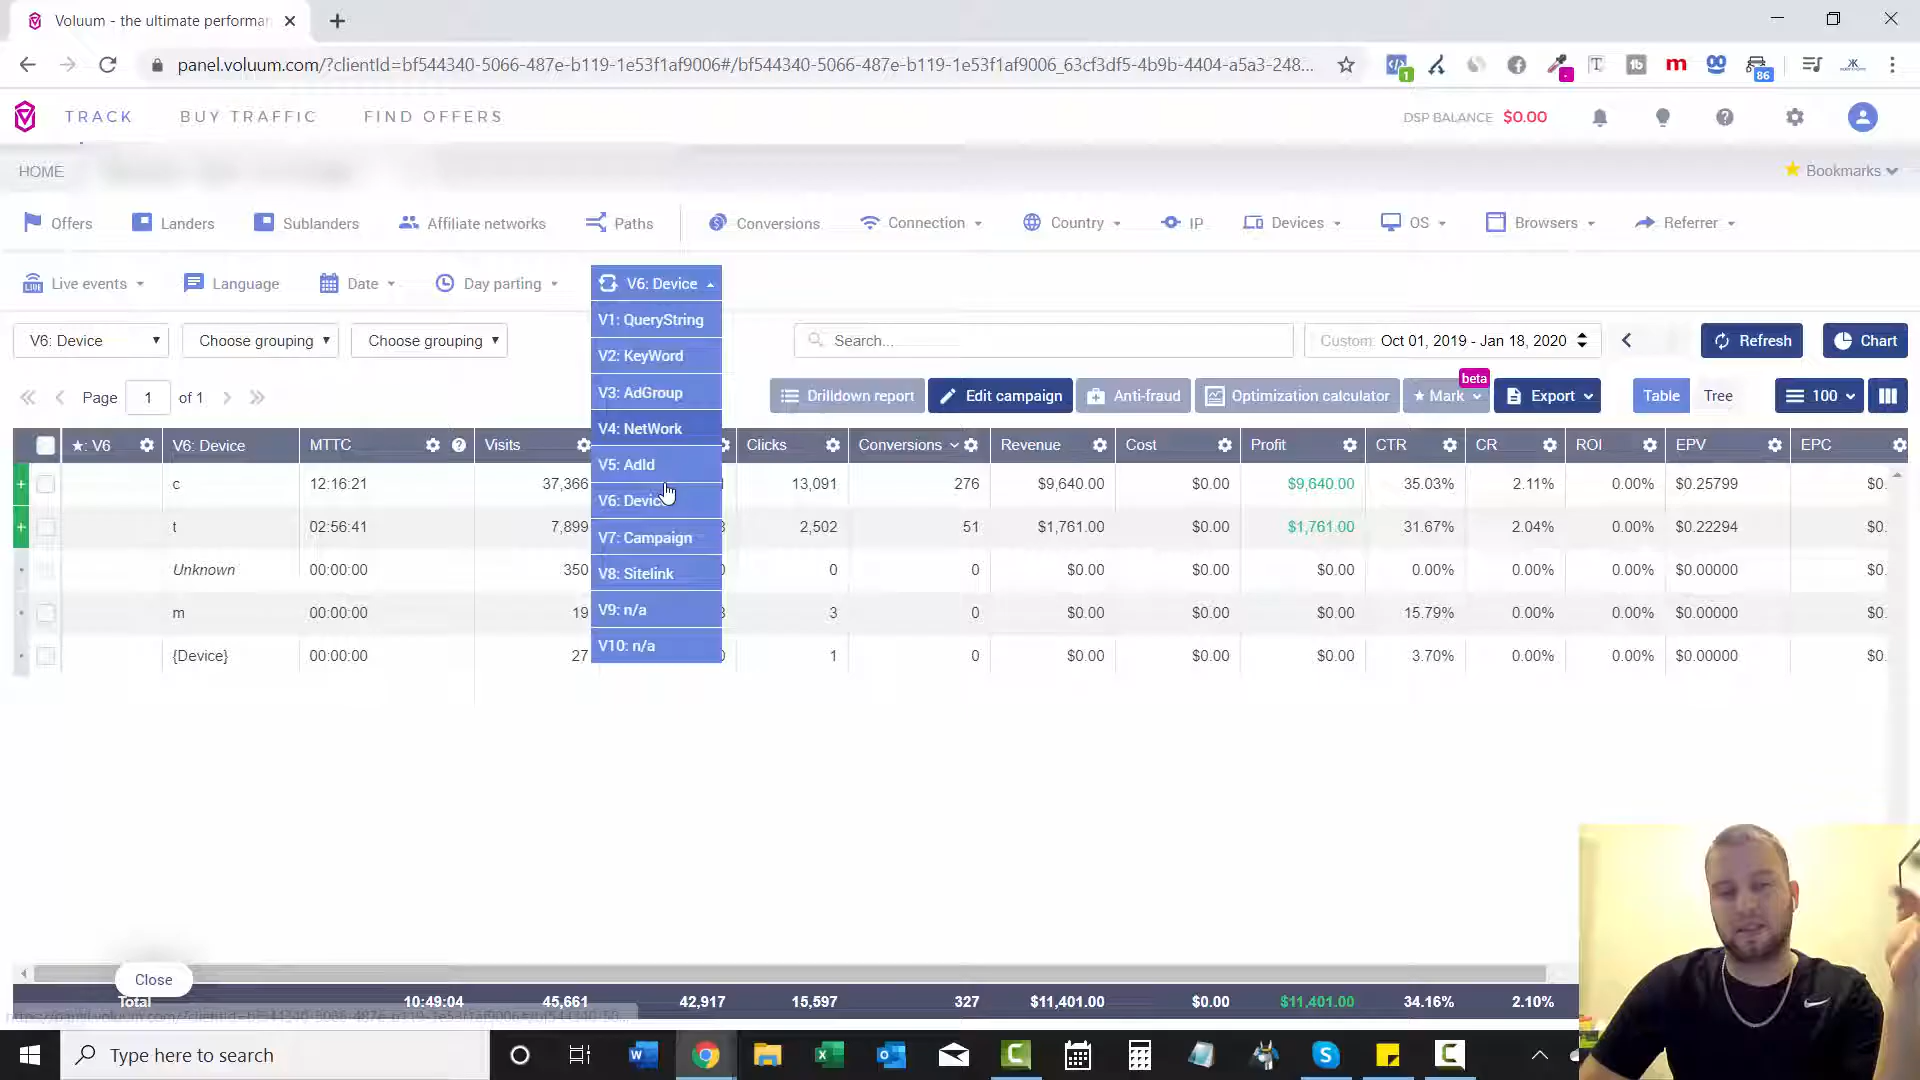 Voluum - the ultimate performan
panel.voluum.com/?clientId=bf544340-5066-487e-b119-1e53f1af9006#/bf544340-5066-487e-b119-1e53f1af9006_63cf3df5-4b9b-4404-a5a3-248...
1
86
TRACK BUY TRAFFIC FIND OFFERS DSP BALANCE $0.00
HOME Bookmarks
Offers Landers Sublanders Affiliate networks Paths Conversions Connection Country IP Devices OS Browsers Referrer
Live events Language Date Day parting V6: Device
V1: QueryString
V2: KeyWord
V3: AdGroup
V4: NetWork
V5: AdId
V6: Device
V7: Campaign
V8: Sitelink
V9: n/a
V10: n/a
V6: Device Choose grouping Choose grouping Search... Custom: Oct 01, 2019 - Jan 18, 2020 Refresh Chart
Page 1 of 1 Drilldown report Edit campaign Anti-fraud Optimization calculator Mark beta Export Table Tree 100
★: V6 V6: Device MTTC Visits Clicks Conversions Revenue Cost Profit CTR CR ROI EPV EPC
c 12:16:21 37,366 13,091 276 $9,640.00 $0.00 $9,640.00 35.03% 2.11% 0.00% $0.25799 $0.
t 02:56:41 7,899 2,502 51 $1,761.00 $0.00 $1,761.00 31.67% 2.04% 0.00% $0.22294 $0.
Unknown 00:00:00 350 0 0 $0.00 $0.00 $0.00 0.00% 0.00% 0.00% $0.00000 $0.
m 00:00:00 19 3 0 $0.00 $0.00 $0.00 15.79% 0.00% 0.00% $0.00000 $0.
{Device} 00:00:00 27 1 0 $0.00 $0.00 $0.00 3.70% 0.00% 0.00% $0.00000 $0.
Close
Total 10:49:04 45,661 42,917 15,597 327 $11,401.00 $0.00 $11,401.00 34.16% 2.10%
Type here to search